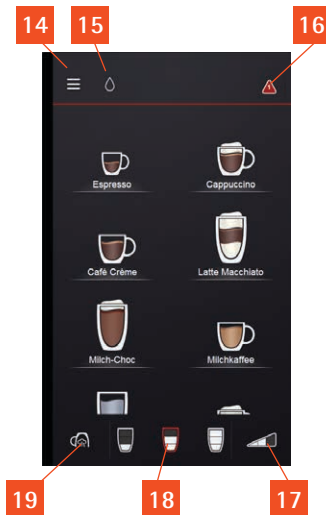 14 15 16
Espresso Cappuccino
Café Crème Latte Macchiato
Milch-Choc Milchkaffee
19 18 17